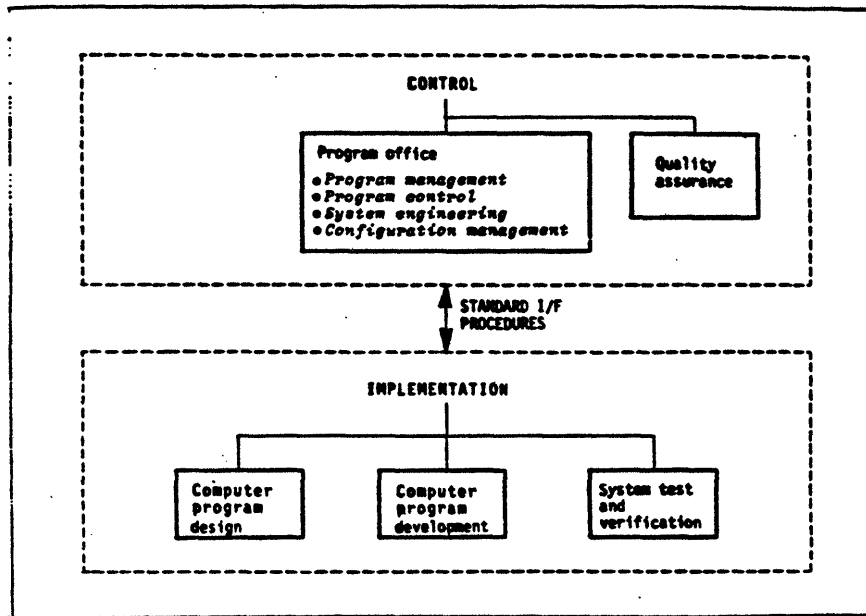 CONTROL
Program office
● Program management
● Program control
● System engineering
● Configuration management
Quality
assurance
STANDARD I/F
PROCEDURES
IMPLEMENTATION
Computer
program
design
Computer
program
development
System test
and
verification